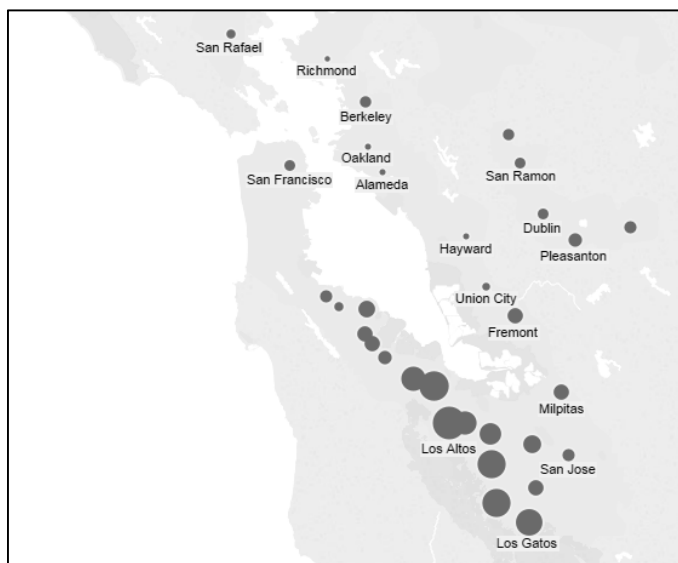 San Rafael
Richmond
Berkeley
Oakland
San Francisco
Alameda
San Ramon
Dublin
Hayward
Pleasanton
Union City
Fremont
Milpitas
Los Altos
San Jose
Los Gatos